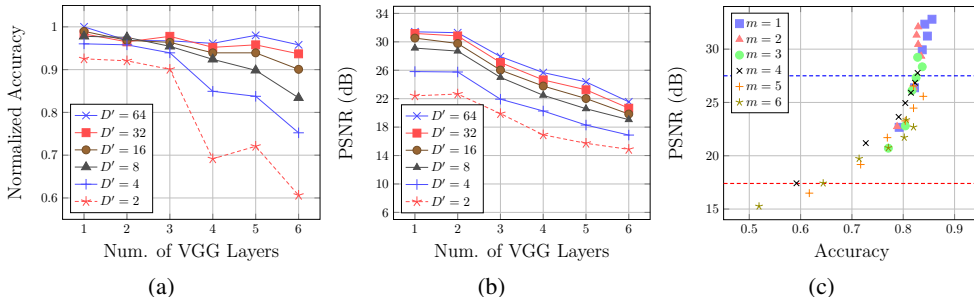 Normalized Accuracy
1
0.9
0.8
0.7
0.6
D′ = 64
D′ = 32
D′ = 16
D′ = 8
D′ = 4
D′ = 2
1 2 3 4 5 6
Num. of VGG Layers
(a)
PSNR (dB)
34
30
26
22
18
14
10
6
D′ = 64
D′ = 32
D′ = 16
D′ = 8
D′ = 4
D′ = 2
1 2 3 4 5 6
Num. of VGG Layers
(b)
PSNR (dB)
30
25
20
15
m = 1
m = 2
m = 3
m = 4
m = 5
m = 6
0.5 0.6 0.7 0.8 0.9
Accuracy
(c)